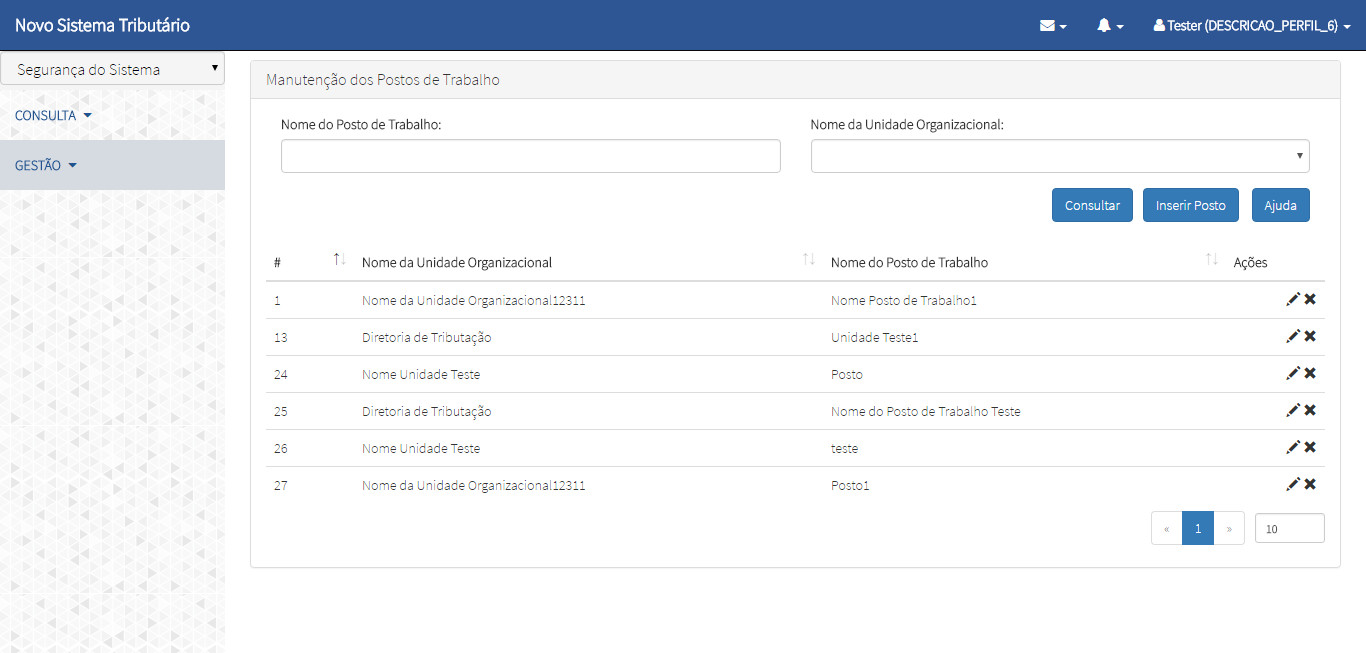 Novo Sistema Tributário
Tester (DESCRICAO_PERFIL_6)
Segurança do Sistema
CONSULTA
GESTÃO
Manutenção dos Postos de Trabalho
Nome do Posto de Trabalho: Nome da Unidade Organizacional:
Consultar Inserir Posto Ajuda
# Nome da Unidade Organizacional Nome do Posto de Trabalho Ações
1 Nome da Unidade Organizacional12311 Nome Posto de Trabalho1
13 Diretoria de Tributação Unidade Teste1
24 Nome Unidade Teste Posto
25 Diretoria de Tributação Nome do Posto de Trabalho Teste
26 Nome Unidade Teste teste
27 Nome da Unidade Organizacional12311 Posto1
« 1 » 10